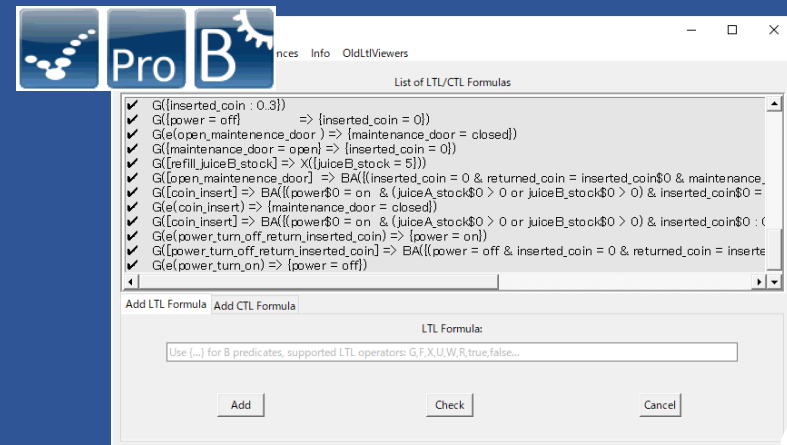 Pro B
nces Info OldLtlViewers
List of LTL/CTL Formulas
G({inserted_coin : 0..3})
G({power = off} => {inserted_coin = 0})
G(e(open_maintenence_door ) => {maintenance_door = closed})
G({maintenance_door = open} => {inserted_coin = 0})
G([refill_juiceB_stock] => X({juiceB_stock = 5}))
G([open_maintenence_door] => BA({(inserted_coin = 0 & returned_coin = inserted_coin$0 & maintenance_
G([coin_insert] => BA({(power$0 = on & (juiceA_stock$0 > 0 or juiceB_stock$0 > 0) & inserted_coin$0 =
G(e(coin_insert) => {maintenance_door = closed})
G([coin_insert] => BA({(power$0 = on & (juiceA_stock$0 > 0 or juiceB_stock$0 > 0) & inserted_coin$0 : (
G(e(power_turn_off_return_inserted_coin) => {power = on})
G([power_turn_off_return_inserted_coin] => BA({(power = off & inserted_coin = 0 & returned_coin = inserte
G(e(power_turn_on) => {power = off})
Add LTL Formula Add CTL Formula
LTL Formula:
Use {...} for B predicates, supported LTL operators: G,F,X,U,W,R,true,false...
Add Check Cancel